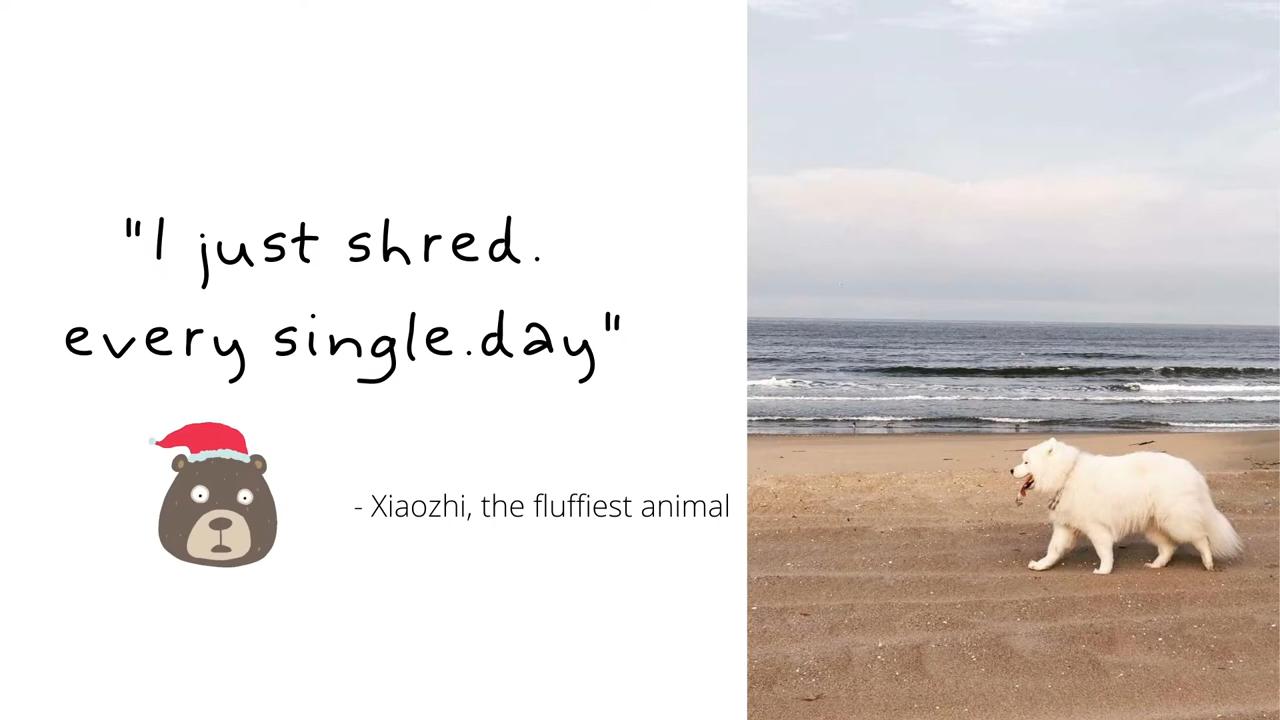 "I just shred.
every single.day"
- Xiaozhi, the fluffiest animal